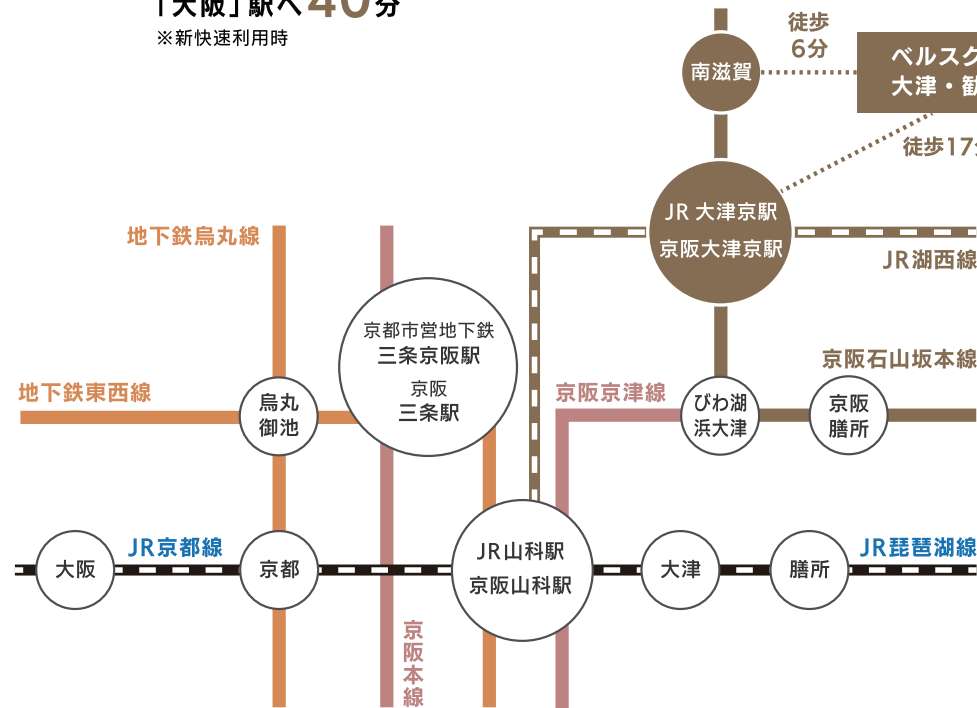 「大阪」駅へ40分
※新快速利用時
徒歩
6分
南滋賀
ベルスク
大津・勧
徒歩17分
JR 大津京駅
京阪大津京駅
地下鉄烏丸線
JR湖西線
京都市営地下鉄
三条京阪駅
京阪
三条駅
京阪石山坂本線
地下鉄東西線
烏丸
御池
京阪京津線
びわ湖
浜大津
京阪
膳所
JR京都線
JR琵琶湖線
大阪
京都
JR山科駅
京阪山科駅
大津
膳所
京阪本線